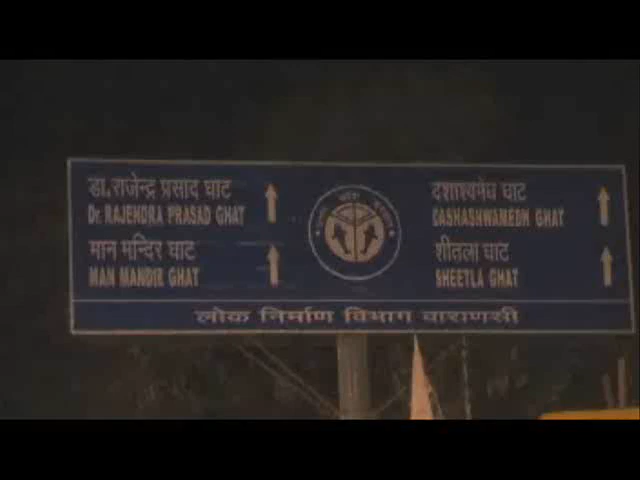 डा. राजेन्द्र प्रसाद घाट
Dr. RAJENDRA PRASAD GHAT
मान मन्दिर घाट
MAN MANDIR GHAT
दशाश्वमेध घाट
DASHASHWAMEDH GHAT
शीतला घाट
SHEETLA GHAT
लोक निर्माण विभाग वाराणसी